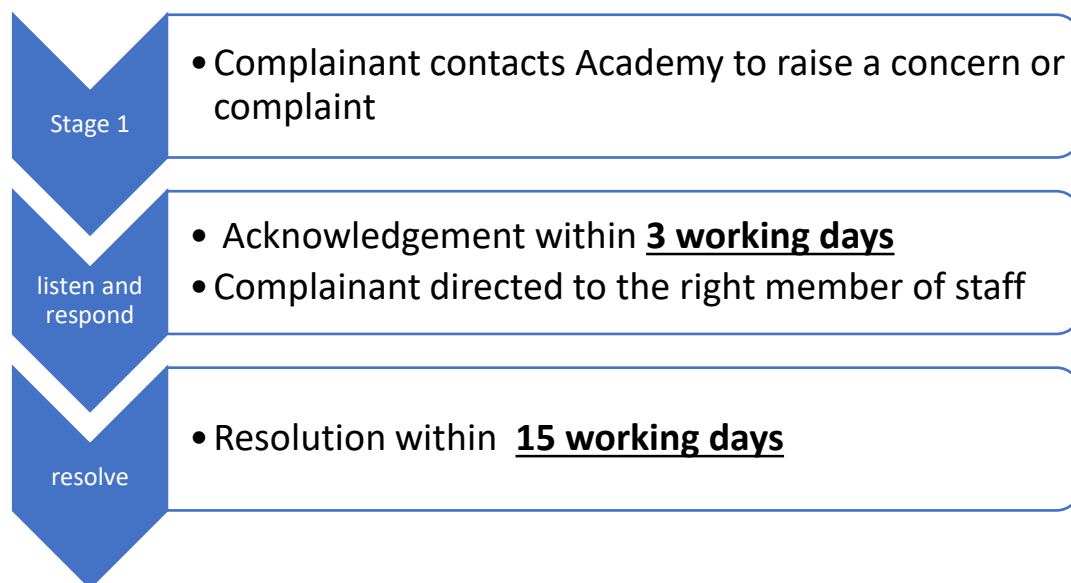 Stage 1
• Complainant contacts Academy to raise a concern or
complaint
listen and
respond
• Acknowledgement within 3 working days
• Complainant directed to the right member of staff
resolve
• Resolution within 15 working days